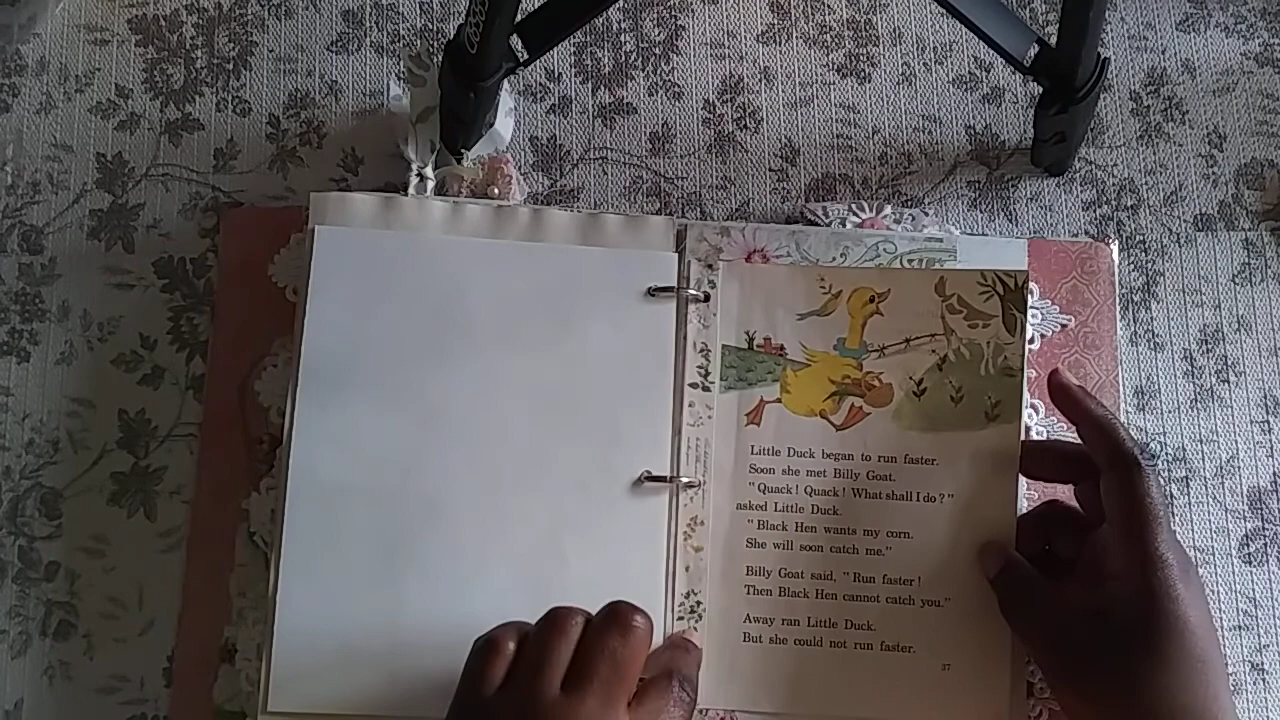 Little Duck began to run faster.
Soon she met Billy Goat.
"Quack! Quack! What shall I do?"
asked Little Duck.
"Black Hen wants my corn.
She will soon catch me."
Billy Goat said, "Run faster!
Then Black Hen cannot catch you."
Away ran Little Duck.
But she could not run faster.
37